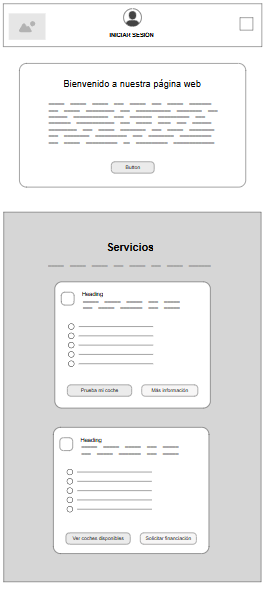 INICIAR SESIÓN
Bienvenido a nuestra página web
Button
Servicios
Heading
Prueba mi coche
Más información
Heading
Ver coches disponibles
Solicitar financiación